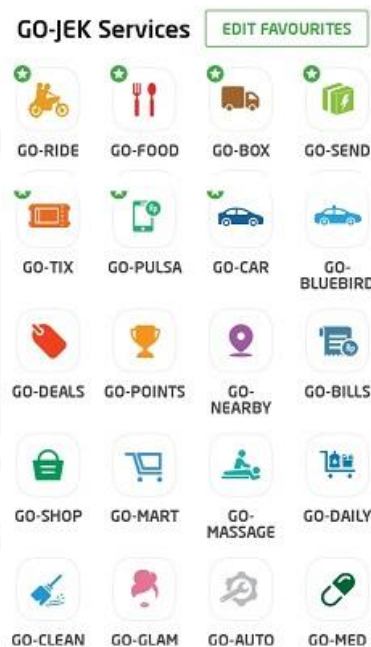 GO-JEK Services
EDIT FAVOURITES
GO-RIDE
GO-FOOD
GO-BOX
GO-SEND
GO-TIX
GO-PULSA
GO-CAR
GO-
BLUEBIRD
GO-DEALS
GO-POINTS
GO-
NEARBY
GO-BILLS
GO-SHOP
GO-MART
GO-
MASSAGE
GO-DAILY
GO-CLEAN
GO-GLAM
GO-AUTO
GO-MED